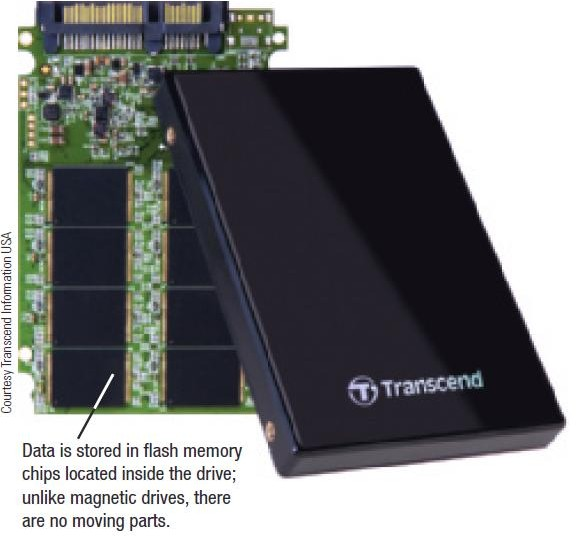 Courtesy Transcend Information USA
Transcend
Data is stored in flash memory
chips located inside the drive;
unlike magnetic drives, there
are no moving parts.